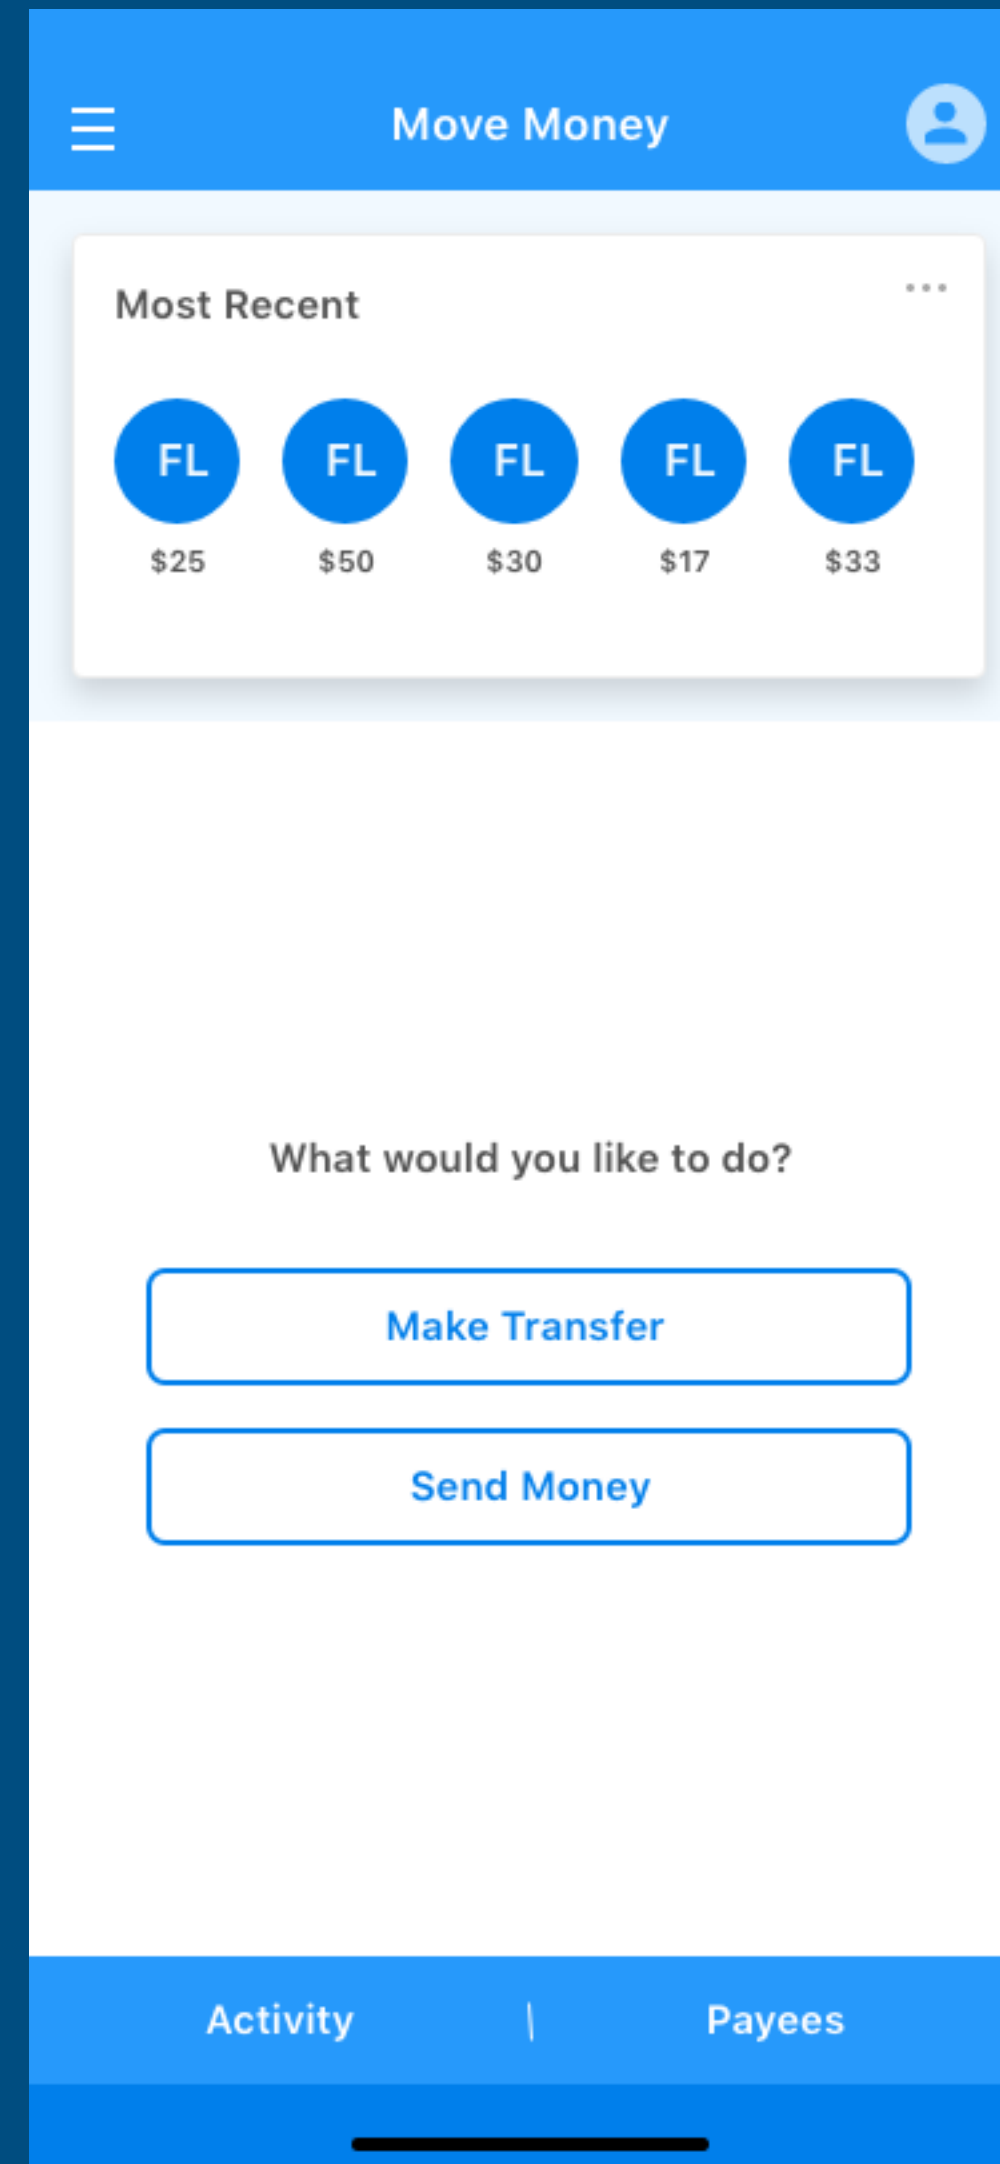 Move Money
Most Recent
FL FL FL FL FL
$25 $50 $30 $17 $33
What would you like to do?
Make Transfer
Send Money
Activity | Payees